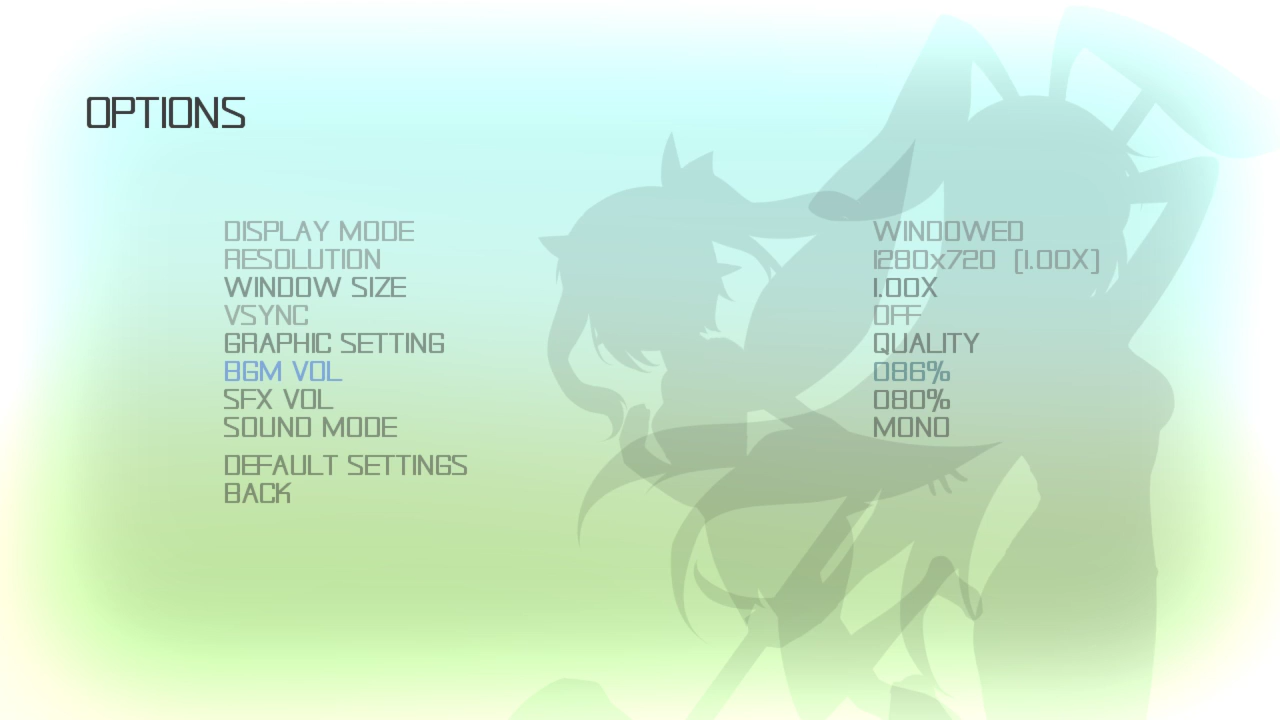 OPTIONS
DISPLAY MODE WINDOWED
RESOLUTION 1280x720 [1.00X]
WINDOW SIZE 1.00X
VSYNC OFF
GRAPHIC SETTING QUALITY
BGM VOL 086%
SFX VOL 080%
SOUND MODE MONO
DEFAULT SETTINGS
BACK